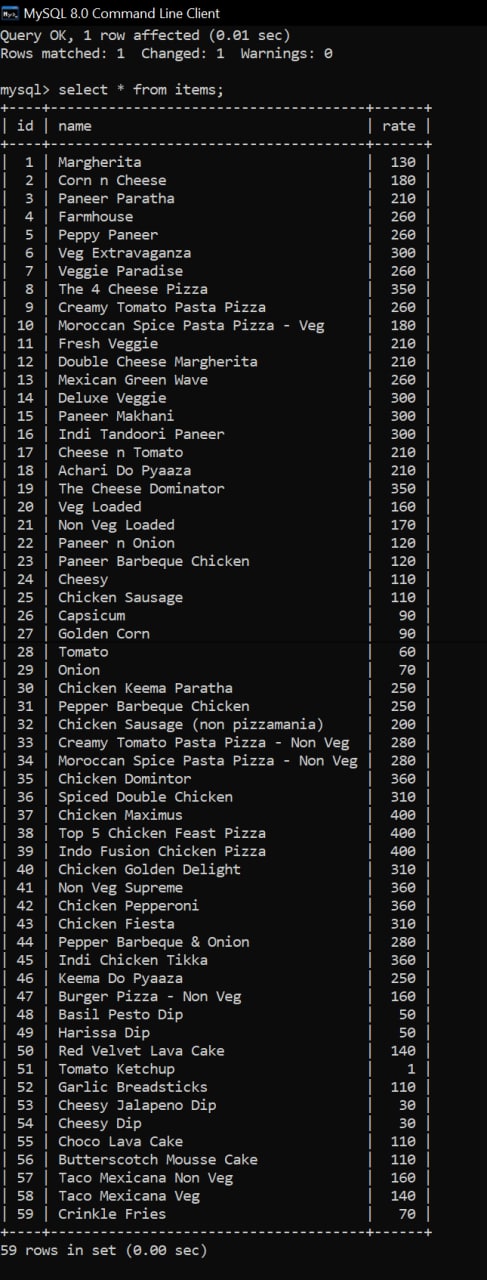 MySQL 8.0 Command Line Client
Query OK, 1 row affected (0.01 sec)
Rows matched: 1  Changed: 1  Warnings: 0
mysql> select * from items;
+----+---------------------------------------+------+
| id | name                                  | rate |
+----+---------------------------------------+------+
|  1 | Margherita                            |  130 |
|  2 | Corn n Cheese                         |  180 |
|  3 | Paneer Paratha                        |  210 |
|  4 | Farmhouse                             |  260 |
|  5 | Peppy Paneer                          |  260 |
|  6 | Veg Extravaganza                      |  300 |
|  7 | Veggie Paradise                       |  260 |
|  8 | The 4 Cheese Pizza                    |  350 |
|  9 | Creamy Tomato Pasta Pizza             |  260 |
| 10 | Moroccan Spice Pasta Pizza - Veg      |  180 |
| 11 | Fresh Veggie                          |  210 |
| 12 | Double Cheese Margherita              |  210 |
| 13 | Mexican Green Wave                    |  260 |
| 14 | Deluxe Veggie                         |  300 |
| 15 | Paneer Makhani                        |  300 |
| 16 | Indi Tandoori Paneer                  |  300 |
| 17 | Cheese n Tomato                       |  210 |
| 18 | Achari Do Pyaaza                      |  210 |
| 19 | The Cheese Dominator                  |  350 |
| 20 | Veg Loaded                            |  160 |
| 21 | Non Veg Loaded                        |  170 |
| 22 | Paneer n Onion                        |  120 |
| 23 | Paneer Barbeque Chicken               |  120 |
| 24 | Cheesy                                |  110 |
| 25 | Chicken Sausage                       |  110 |
| 26 | Capsicum                              |   90 |
| 27 | Golden Corn                           |   90 |
| 28 | Tomato                                |   60 |
| 29 | Onion                                 |   70 |
| 30 | Chicken Keema Paratha                 |  250 |
| 31 | Pepper Barbeque Chicken               |  250 |
| 32 | Chicken Sausage (non pizzamania)      |  200 |
| 33 | Creamy Tomato Pasta Pizza - Non Veg   |  280 |
| 34 | Moroccan Spice Pasta Pizza - Non Veg  |  280 |
| 35 | Chicken Domintor                      |  360 |
| 36 | Spiced Double Chicken                 |  310 |
| 37 | Chicken Maximus                       |  400 |
| 38 | Top 5 Chicken Feast Pizza             |  400 |
| 39 | Indo Fusion Chicken Pizza             |  400 |
| 40 | Chicken Golden Delight                |  310 |
| 41 | Non Veg Supreme                       |  360 |
| 42 | Chicken Pepperoni                     |  360 |
| 43 | Chicken Fiesta                        |  310 |
| 44 | Pepper Barbeque & Onion               |  280 |
| 45 | Indi Chicken Tikka                    |  360 |
| 46 | Keema Do Pyaaza                       |  250 |
| 47 | Burger Pizza - Non Veg                |  160 |
| 48 | Basil Pesto Dip                       |   50 |
| 49 | Harissa Dip                           |   50 |
| 50 | Red Velvet Lava Cake                  |  140 |
| 51 | Tomato Ketchup                        |    1 |
| 52 | Garlic Breadsticks                    |  110 |
| 53 | Cheesy Jalapeno Dip                   |   30 |
| 54 | Cheesy Dip                            |   30 |
| 55 | Choco Lava Cake                       |  110 |
| 56 | Butterscotch Mousse Cake              |  110 |
| 57 | Taco Mexicana Non Veg                 |  160 |
| 58 | Taco Mexicana Veg                     |  140 |
| 59 | Crinkle Fries                         |   70 |
+----+---------------------------------------+------+
59 rows in set (0.00 sec)